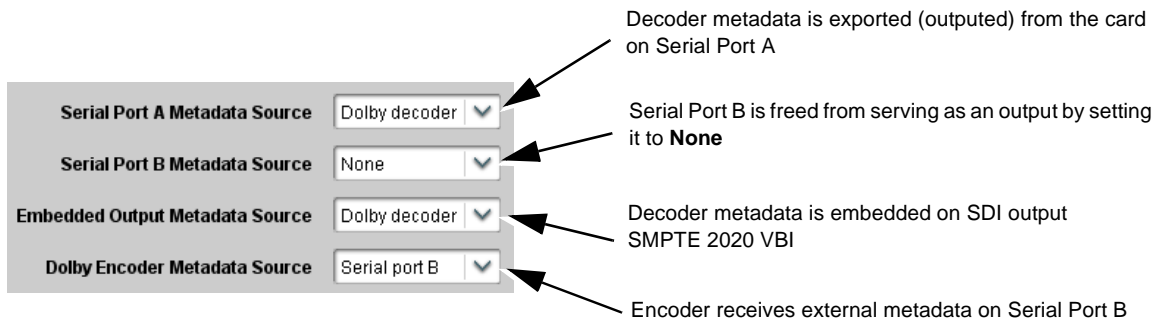 Decoder metadata is exported (outputed) from the card
on Serial Port A
Serial Port A Metadata Source Dolby decoder
Serial Port B is freed from serving as an output by setting
it to None
Serial Port B Metadata Source None
Embedded Output Metadata Source Dolby decoder
Decoder metadata is embedded on SDI output
SMPTE 2020 VBI
Dolby Encoder Metadata Source Serial port B
Encoder receives external metadata on Serial Port B